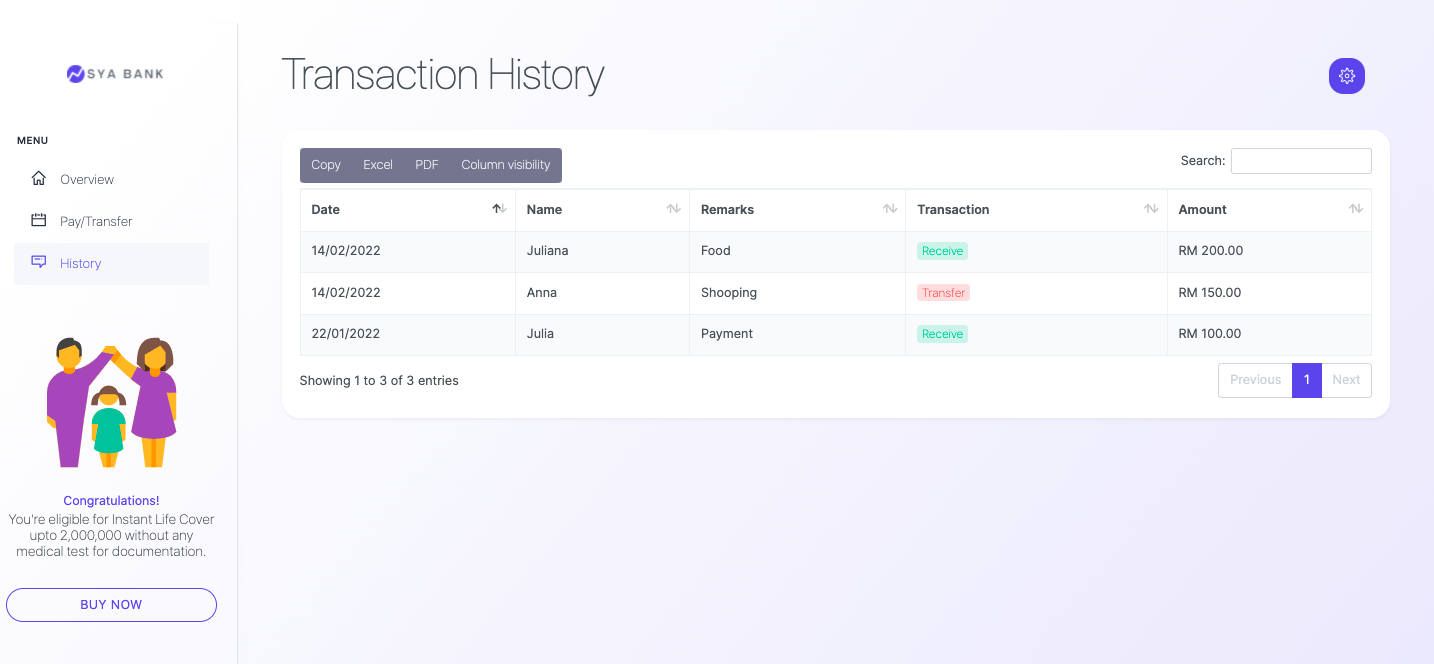 SYA BANK
MENU
Overview
Pay/Transfer
History
Congratulations!
You're eligible for Instant Life Cover
upto 2,000,000 without any
medical test for documentation.
BUY NOW
Transaction History
Copy Excel PDF Column visibility
Search:
Date Name Remarks Transaction Amount
14/02/2022 Juliana Food Receive RM 200.00
14/02/2022 Anna Shooping Transfer RM 150.00
22/01/2022 Julia Payment Receive RM 100.00
Showing 1 to 3 of 3 entries
Previous 1 Next